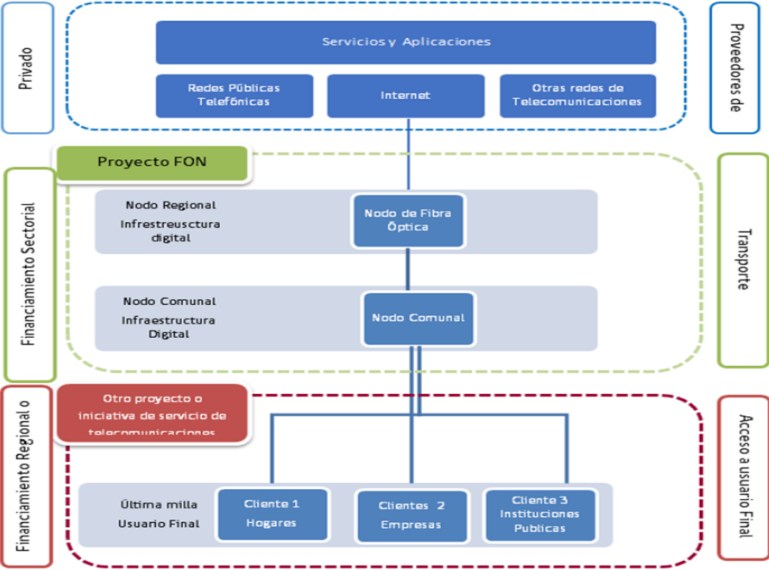 Privado
Servicios y Aplicaciones
Redes Públicas
Telefónicas
Internet
Otras redes de
Telecomunicaciones
Proveedores de
Proyecto FON
Financiamiento Sectorial
Nodo Regional
Infrestreusctura
digital
Nodo de Fibra
Óptica
Nodo Comunal
Infraestructura
Digital
Nodo Comunal
Transporte
Financiamiento Regional o
Otro proyecto o
iniciativa de servicio de
telecomunicaciones
Última milla
Usuario Final
Cliente 1
Hogares
Clientes 2
Empresas
Cliente 3
Instituciones
Publicas
Acceso a usuario Final